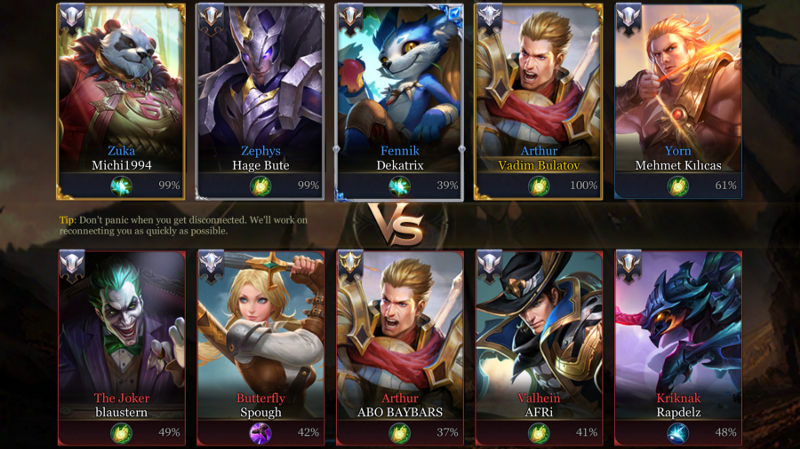 Zuka
Michi1994
99%
Zephys
Hage Bute
99%
Fennik
Dekatrix
39%
Arthur
Vadim Bulatov
100%
Yorn
Mehmet Kılıcas
61%
Tip: Don't panic when you get disconnected. We'll work on
reconnecting you as quickly as possible.
VS
The Joker
blaustern
49%
Butterfly
Spough
42%
Arthur
ABO BAYBARS
37%
Valhein
AFRi
41%
Kriknak
Rapdelz
48%